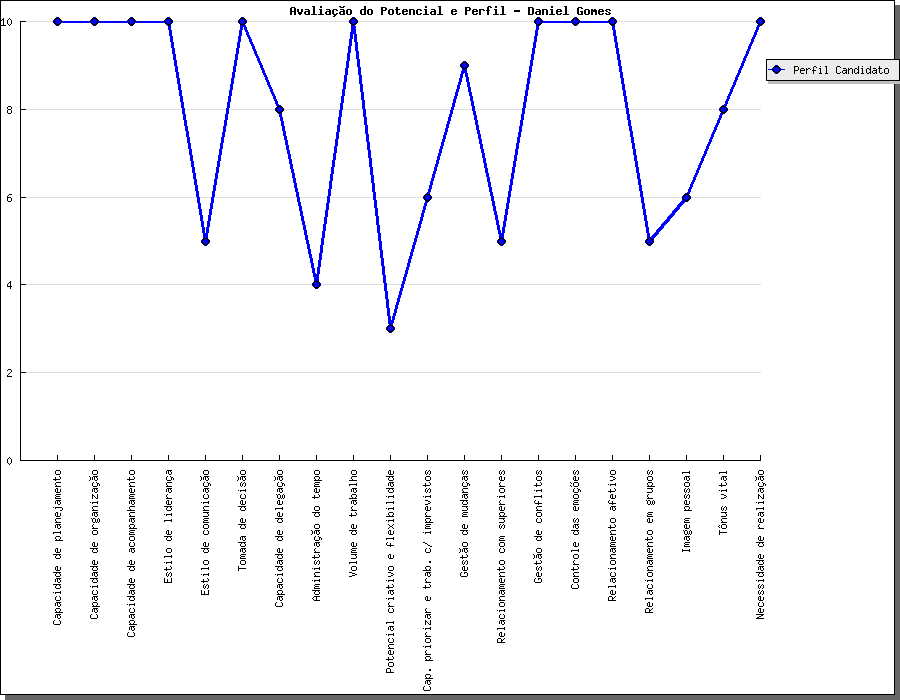 Avaliação do Potencial e Perfil - Daniel Gomes
10
8
6
4
2
0
Perfil Candidato
Capacidade de planejamento
Capacidade de organização
Capacidade de acompanhamento
Estilo de liderança
Estilo de comunicação
Tomada de decisão
Capacidade de delegação
Administração do tempo
Volume de trabalho
Potencial criativo e flexibilidade
Cap. priorizar e trab. c/ imprevistos
Gestão de mudanças
Relacionamento com superiores
Gestão de conflitos
Controle das emoções
Relacionamento afetivo
Relacionamento em grupos
Imagem pessoal
Tônus vital
Necessidade de realização